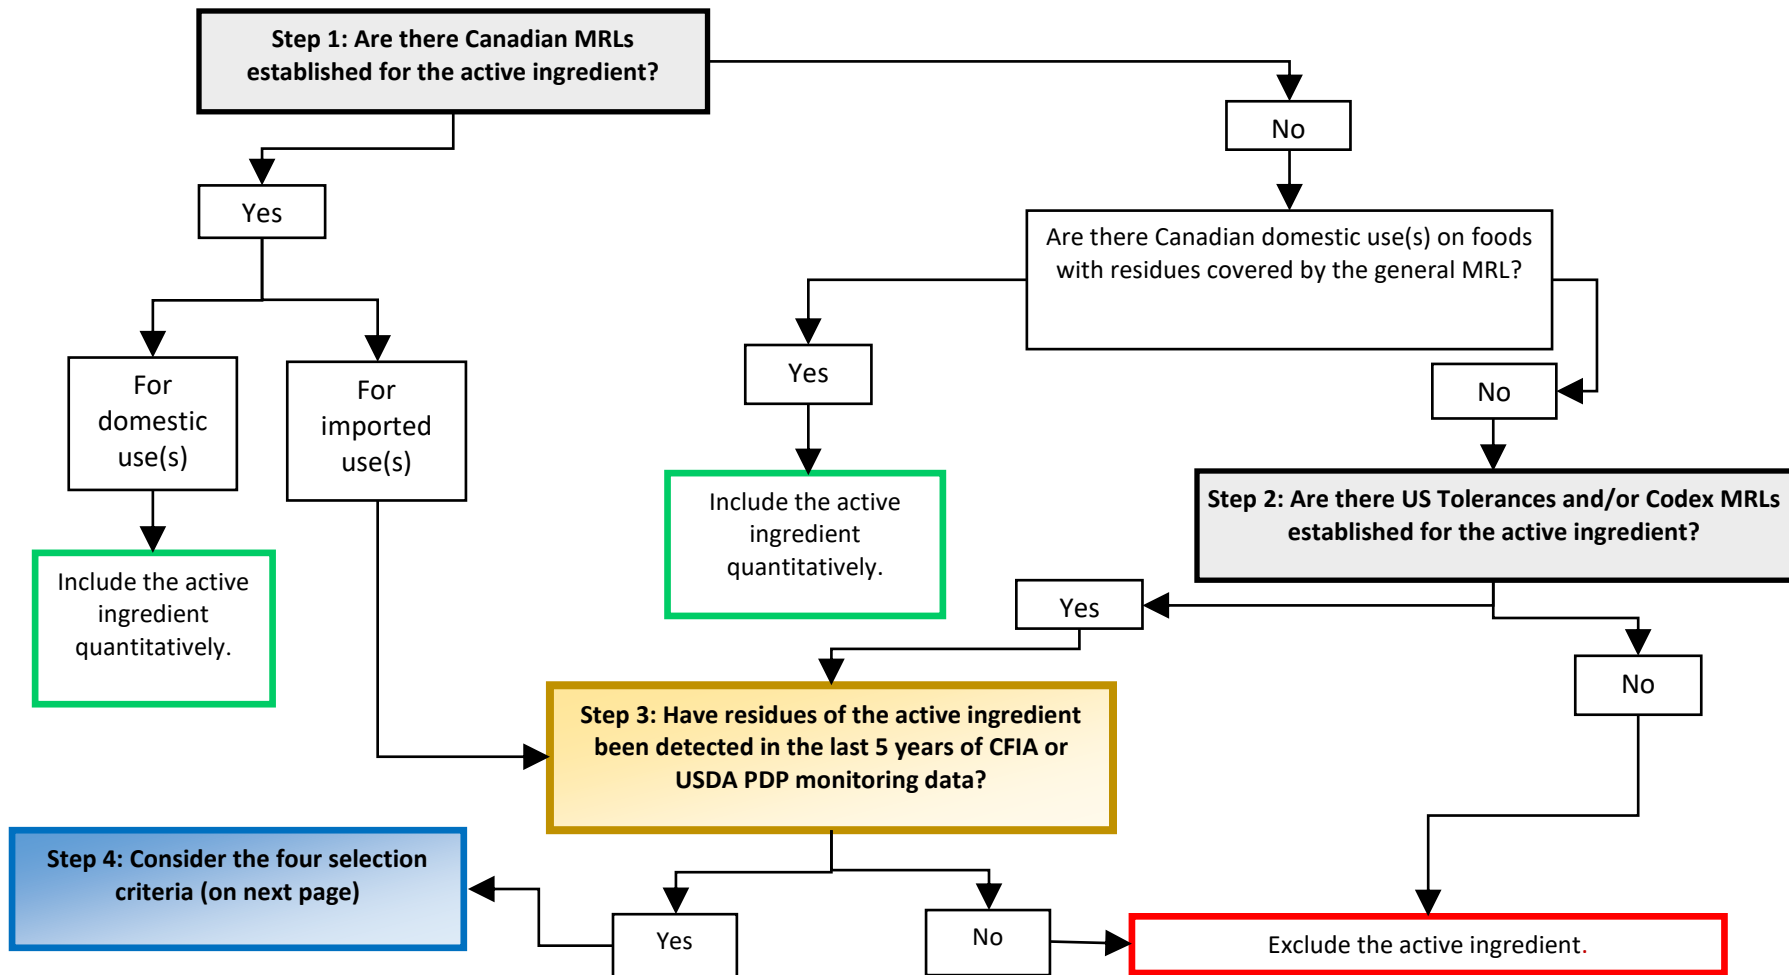 Step 1: Are there Canadian MRLs
established for the active ingredient?
No
Yes
Are there Canadian domestic use(s) on foods
with residues covered by the general MRL?
For
domestic
use(s)
For
imported
use(s)
Yes
No
Include the active
ingredient
quantitatively.
Include the active
ingredient
quantitatively.
Step 2: Are there US Tolerances and/or Codex MRLs
established for the active ingredient?
Yes
No
Step 3: Have residues of the active ingredient
been detected in the last 5 years of CFIA or
USDA PDP monitoring data?
Step 4: Consider the four selection
criteria (on next page)
Yes
No
Exclude the active ingredient.